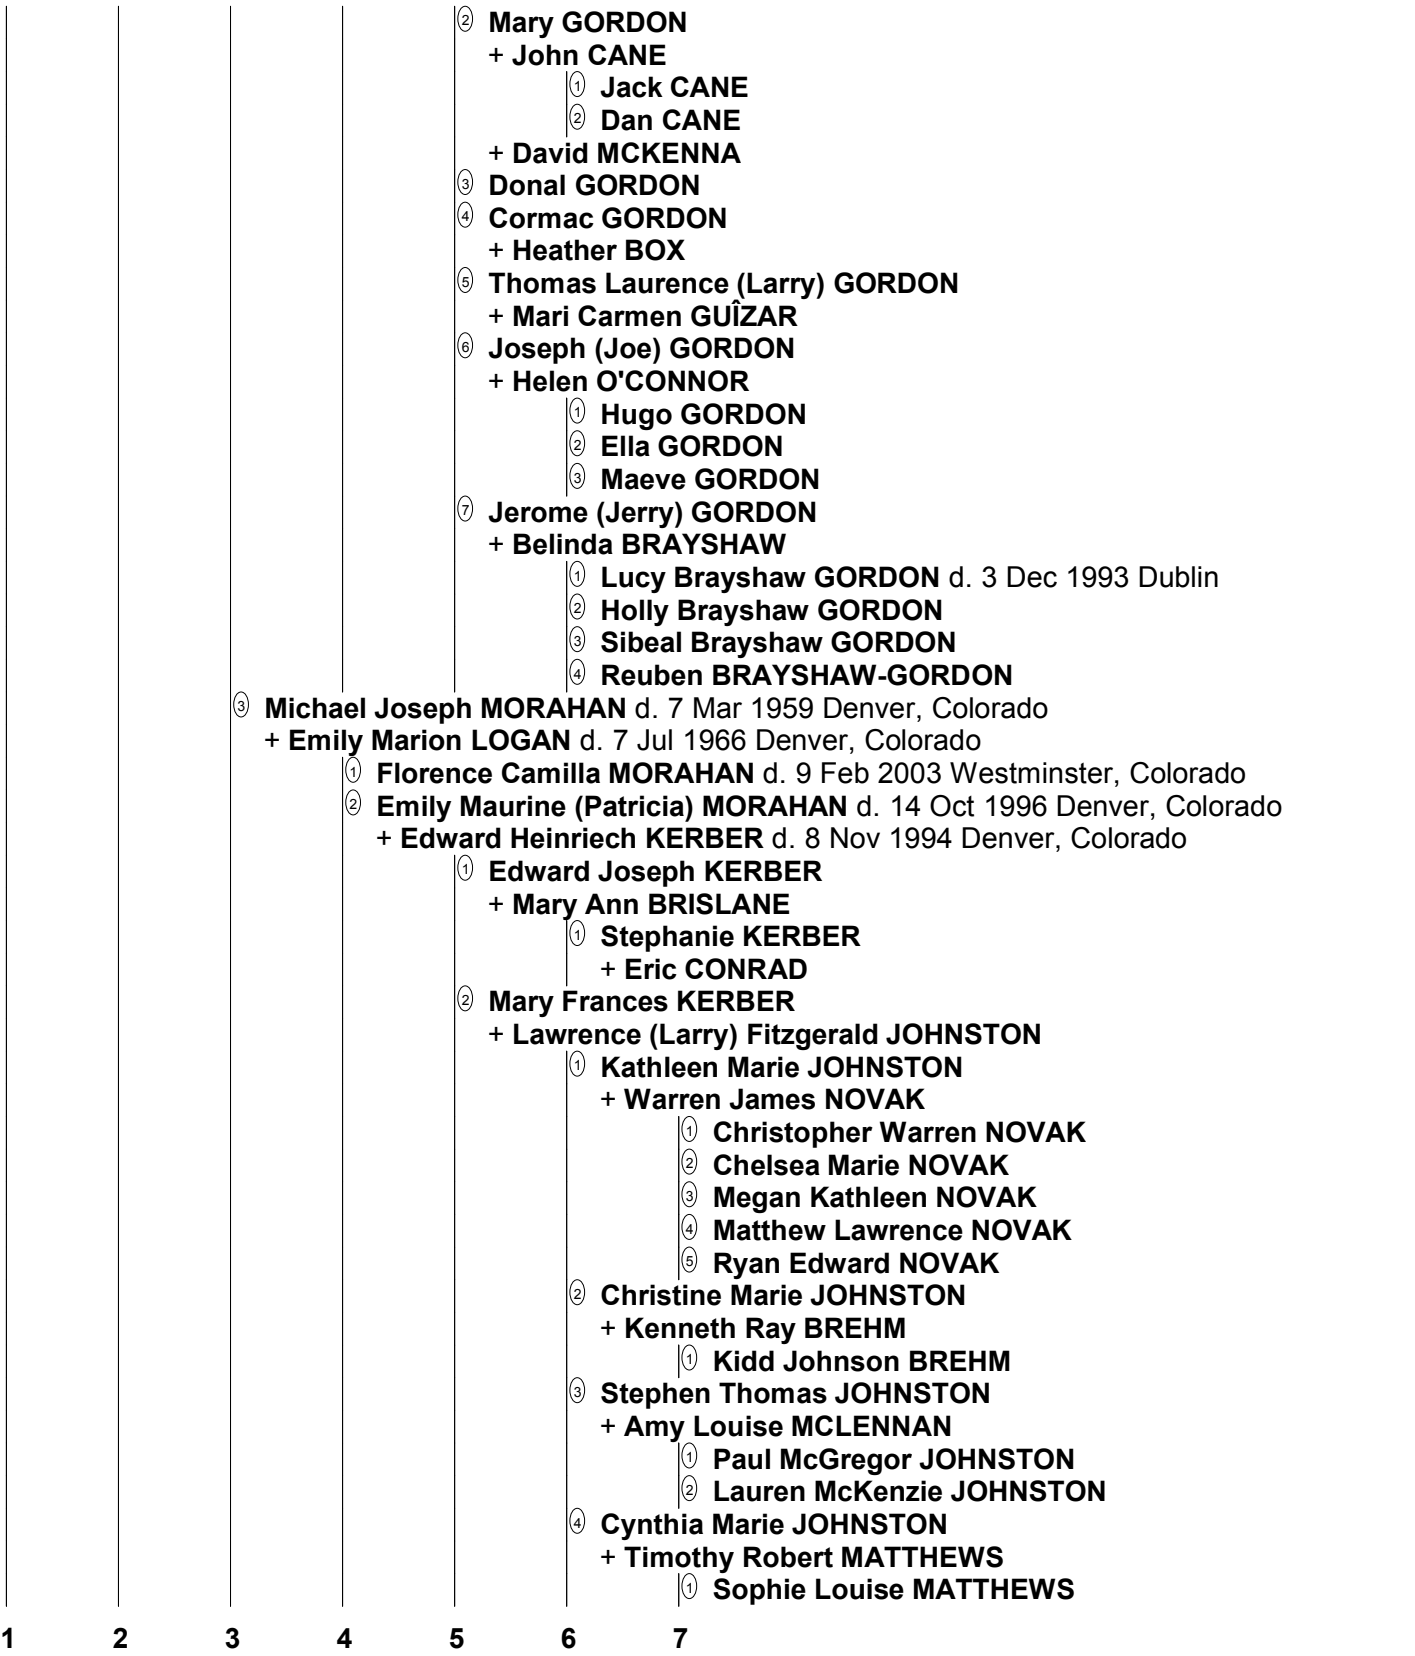 ② Mary GORDON
+ John CANE
① Jack CANE
② Dan CANE
+ David MCKENNA
③ Donal GORDON
④ Cormac GORDON
+ Heather BOX
⑤ Thomas Laurence (Larry) GORDON
+ Mari Carmen GUÎZAR
⑥ Joseph (Joe) GORDON
+ Helen O'CONNOR
① Hugo GORDON
② Ella GORDON
③ Maeve GORDON
⑦ Jerome (Jerry) GORDON
+ Belinda BRAYSHAW
① Lucy Brayshaw GORDON d. 3 Dec 1993 Dublin
② Holly Brayshaw GORDON
③ Sibeal Brayshaw GORDON
④ Reuben BRAYSHAW-GORDON
③ Michael Joseph MORAHAN d. 7 Mar 1959 Denver, Colorado
+ Emily Marion LOGAN d. 7 Jul 1966 Denver, Colorado
① Florence Camilla MORAHAN d. 9 Feb 2003 Westminster, Colorado
② Emily Maurine (Patricia) MORAHAN d. 14 Oct 1996 Denver, Colorado
+ Edward Heinriech KERBER d. 8 Nov 1994 Denver, Colorado
① Edward Joseph KERBER
+ Mary Ann BRISLANE
① Stephanie KERBER
+ Eric CONRAD
② Mary Frances KERBER
+ Lawrence (Larry) Fitzgerald JOHNSTON
① Kathleen Marie JOHNSTON
+ Warren James NOVAK
① Christopher Warren NOVAK
② Chelsea Marie NOVAK
③ Megan Kathleen NOVAK
④ Matthew Lawrence NOVAK
⑤ Ryan Edward NOVAK
② Christine Marie JOHNSTON
+ Kenneth Ray BREHM
① Kidd Johnson BREHM
③ Stephen Thomas JOHNSTON
+ Amy Louise MCLENNAN
① Paul McGregor JOHNSTON
② Lauren McKenzie JOHNSTON
④ Cynthia Marie JOHNSTON
+ Timothy Robert MATTHEWS
① Sophie Louise MATTHEWS
1 2 3 4 5 6 7